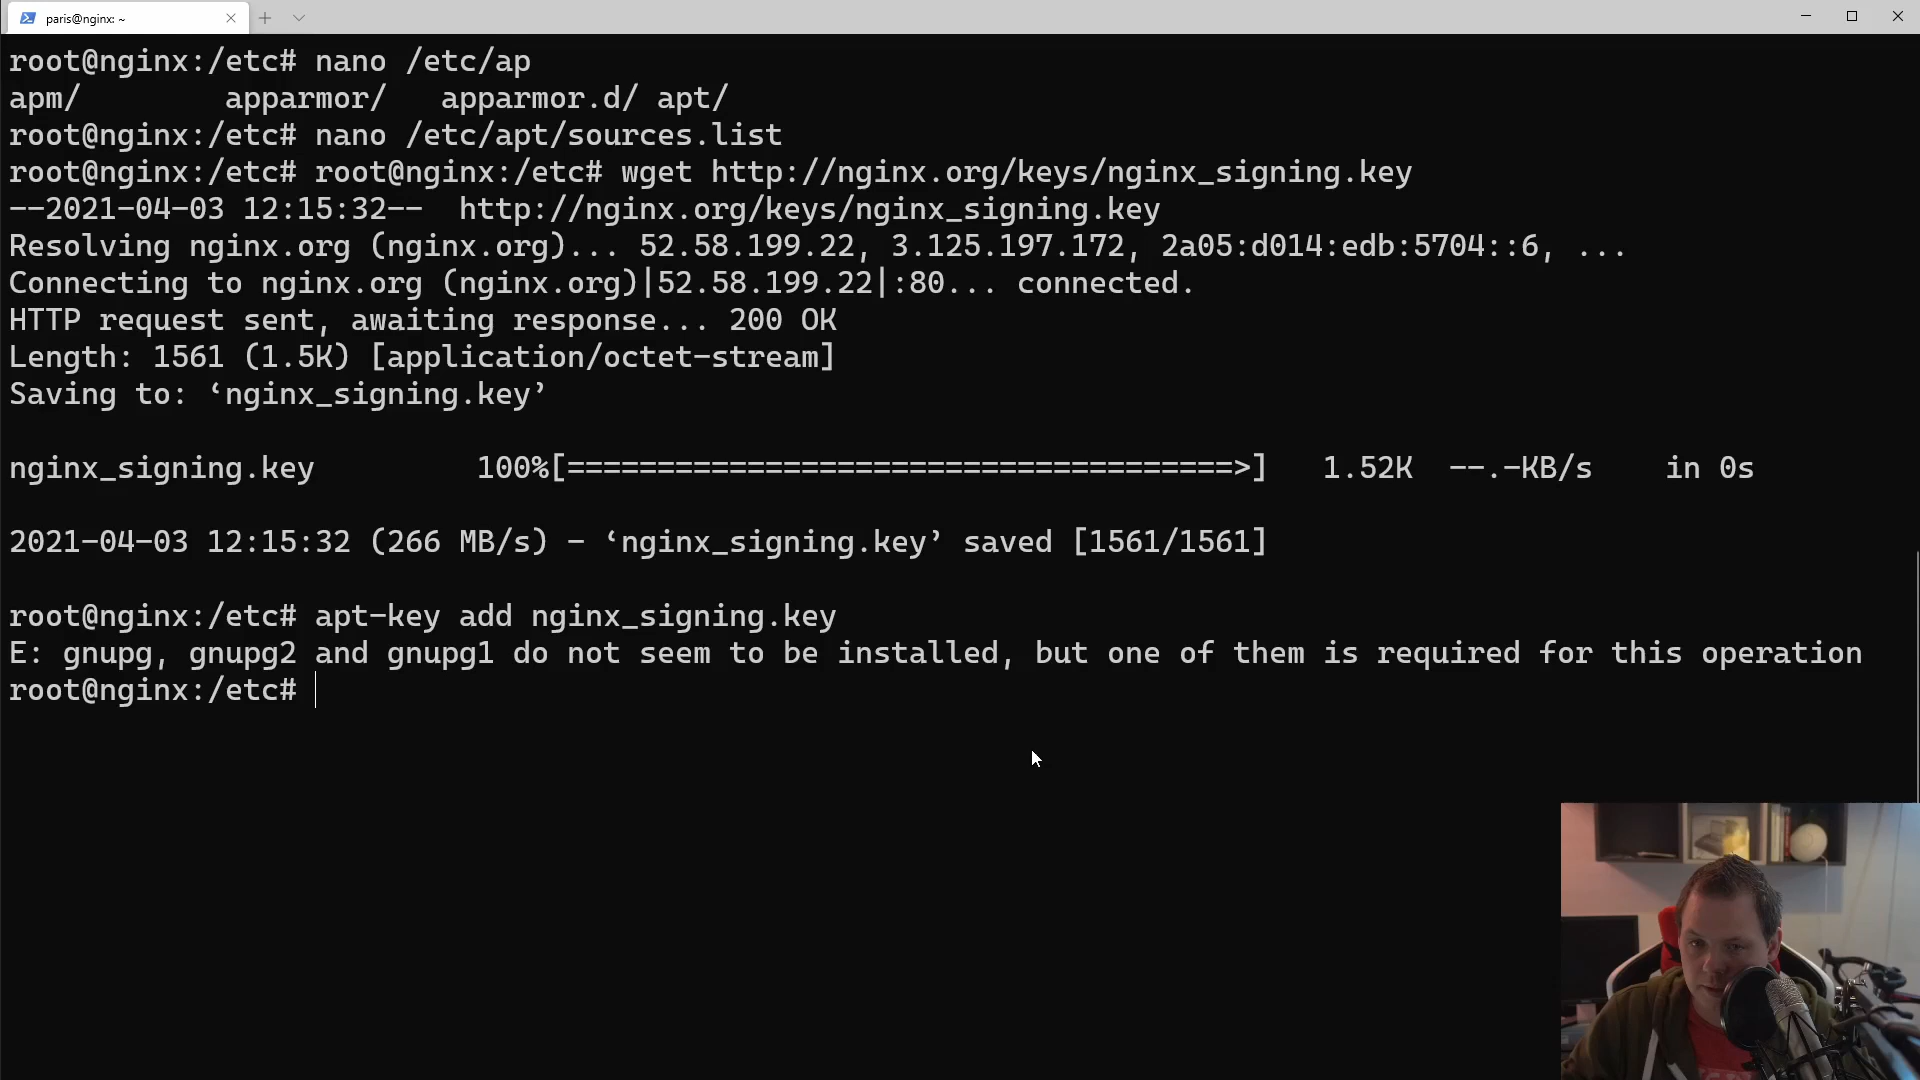 paris@nginx: ~
root@nginx:/etc# nano /etc/ap
apm/        apparmor/   apparmor.d/ apt/
root@nginx:/etc# nano /etc/apt/sources.list
root@nginx:/etc# root@nginx:/etc# wget http://nginx.org/keys/nginx_signing.key
--2021-04-03 12:15:32--  http://nginx.org/keys/nginx_signing.key
Resolving nginx.org (nginx.org)... 52.58.199.22, 3.125.197.172, 2a05:d014:edb:5704::6, ...
Connecting to nginx.org (nginx.org)|52.58.199.22|:80... connected.
HTTP request sent, awaiting response... 200 OK
Length: 1561 (1.5K) [application/octet-stream]
Saving to: ‘nginx_signing.key’
nginx_signing.key         100%[=====================================>]   1.52K  --.-KB/s    in 0s
2021-04-03 12:15:32 (266 MB/s) - ‘nginx_signing.key’ saved [1561/1561]
root@nginx:/etc# apt-key add nginx_signing.key
E: gnupg, gnupg2 and gnupg1 do not seem to be installed, but one of them is required for this operation
root@nginx:/etc#